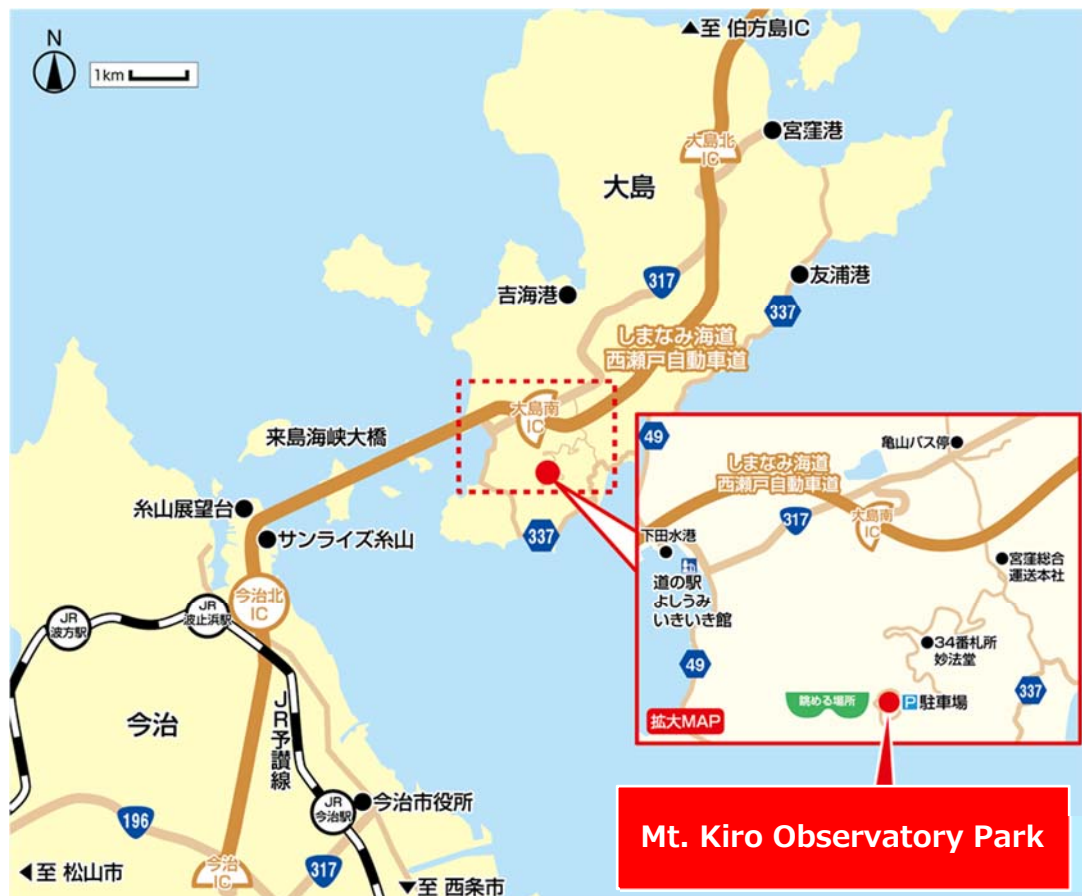 N
1km
▲至 伯方島IC
宮窪港
大島北
IC
大島
317
友浦港
吉海港
337
しまなみ海道
西瀬戸自動車道
大島南
IC
来島海峡大橋
糸山展望台
サンライズ糸山
337
今治北
IC
JR
波止浜駅
JR
波方駅
今治
JR予讃線
JR
今治駅
今治市役所
196
今治
IC
317
◀至 松山市
▼至 西条市
49
亀山バス停
しまなみ海道
西瀬戸自動車道
317
大島南
IC
下田水港
道の駅
よしうみ
いきいき館
宮窪総合
運送本社
34番札所
妙法堂
49
337
眺める場所
P駐車場
拡大MAP
Mt. Kiro Observatory Park